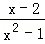 x − 2
x² − 1